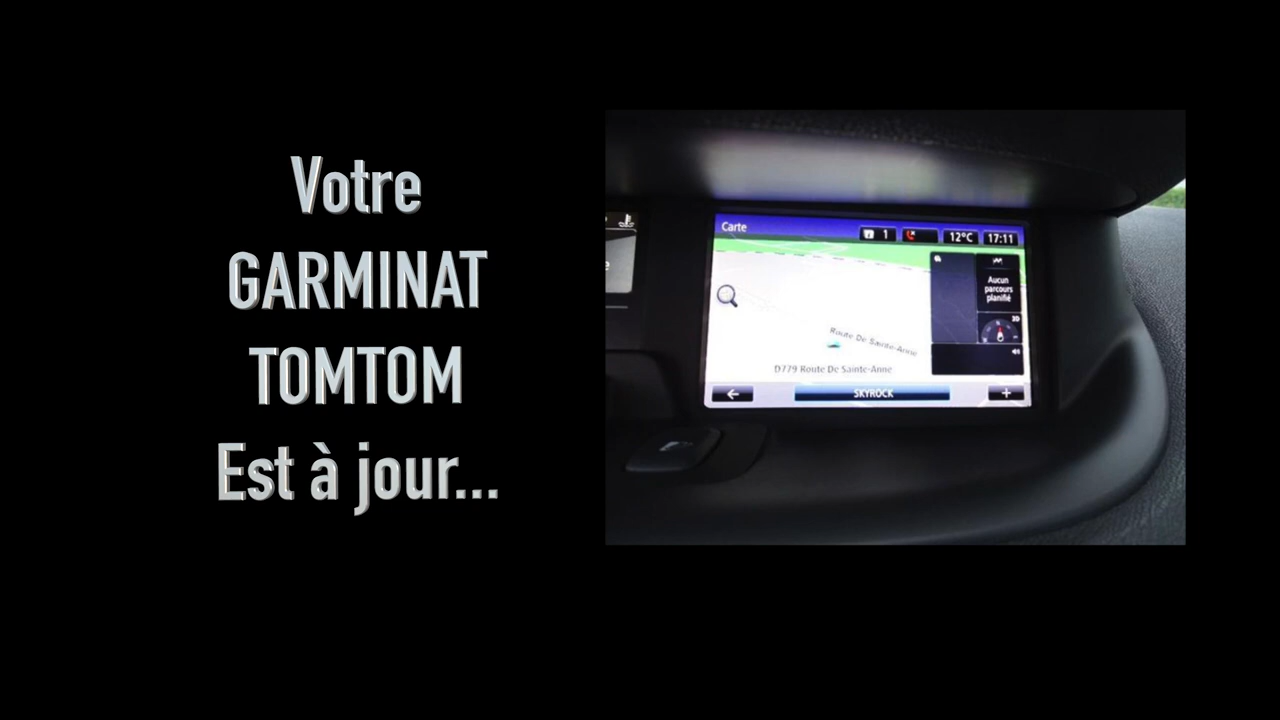 Votre
GARMINAT
TOMTOM
Est à jour...
Carte
1
12°C
17:11
Aucun
parcours
planifié
2D
Route De Sainte-Anne
D779 Route De Sainte-Anne
SKYROCK